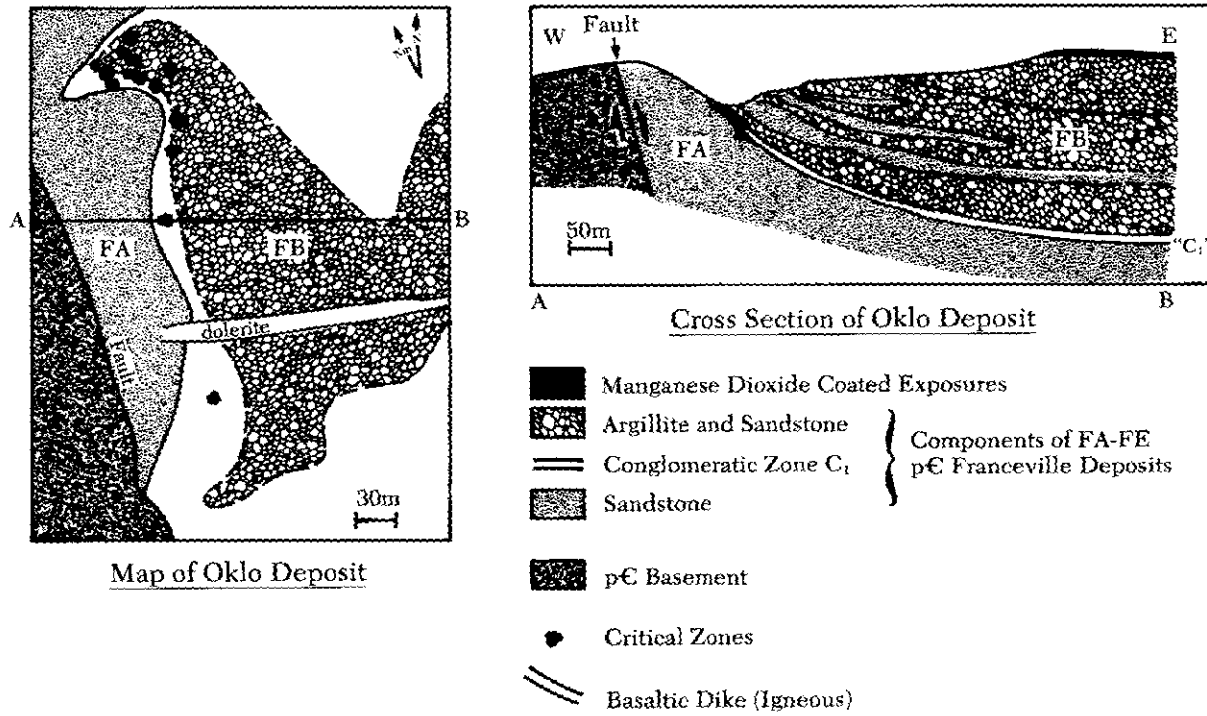 A
B
FA
FB
fault
dolerite
30m
Map of Oklo Deposit
W
Fault
E
FA
FB
50m
"C₁"
A
B
Cross Section of Oklo Deposit
Manganese Dioxide Coated Exposures
Argillite and Sandstone
Conglomeratic Zone C₁
Sandstone
Components of FA-FE
p€ Franceville Deposits
p€ Basement
Critical Zones
Basaltic Dike (Igneous)